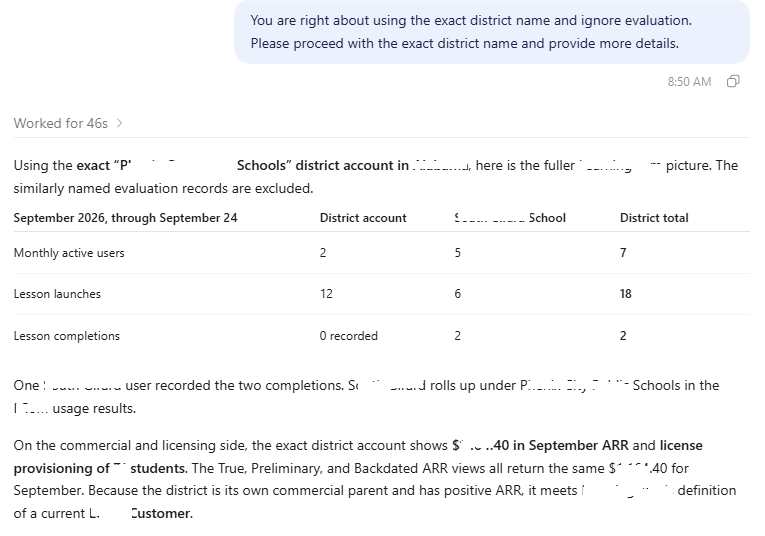 You are right about using the exact district name and ignore evaluation.
Please proceed with the exact district name and provide more details.
8:50 AM
Worked for 46s
Using the exact “P' Schools” district account in , here is the fuller picture. The
similarly named evaluation records are excluded.
September 2026, through September 24 District account School District total
Monthly active users 2 5 7
Lesson launches 12 6 18
Lesson completions 0 recorded 2 2
One user recorded the two completions. rolls up under Schools in the
usage results.
On the commercial and licensing side, the exact district account shows $ .40 in September ARR and license
provisioning of students. The True, Preliminary, and Backdated ARR views all return the same $ .40 for
September. Because the district is its own commercial parent and has positive ARR, it meets definition
of a current L. Customer.